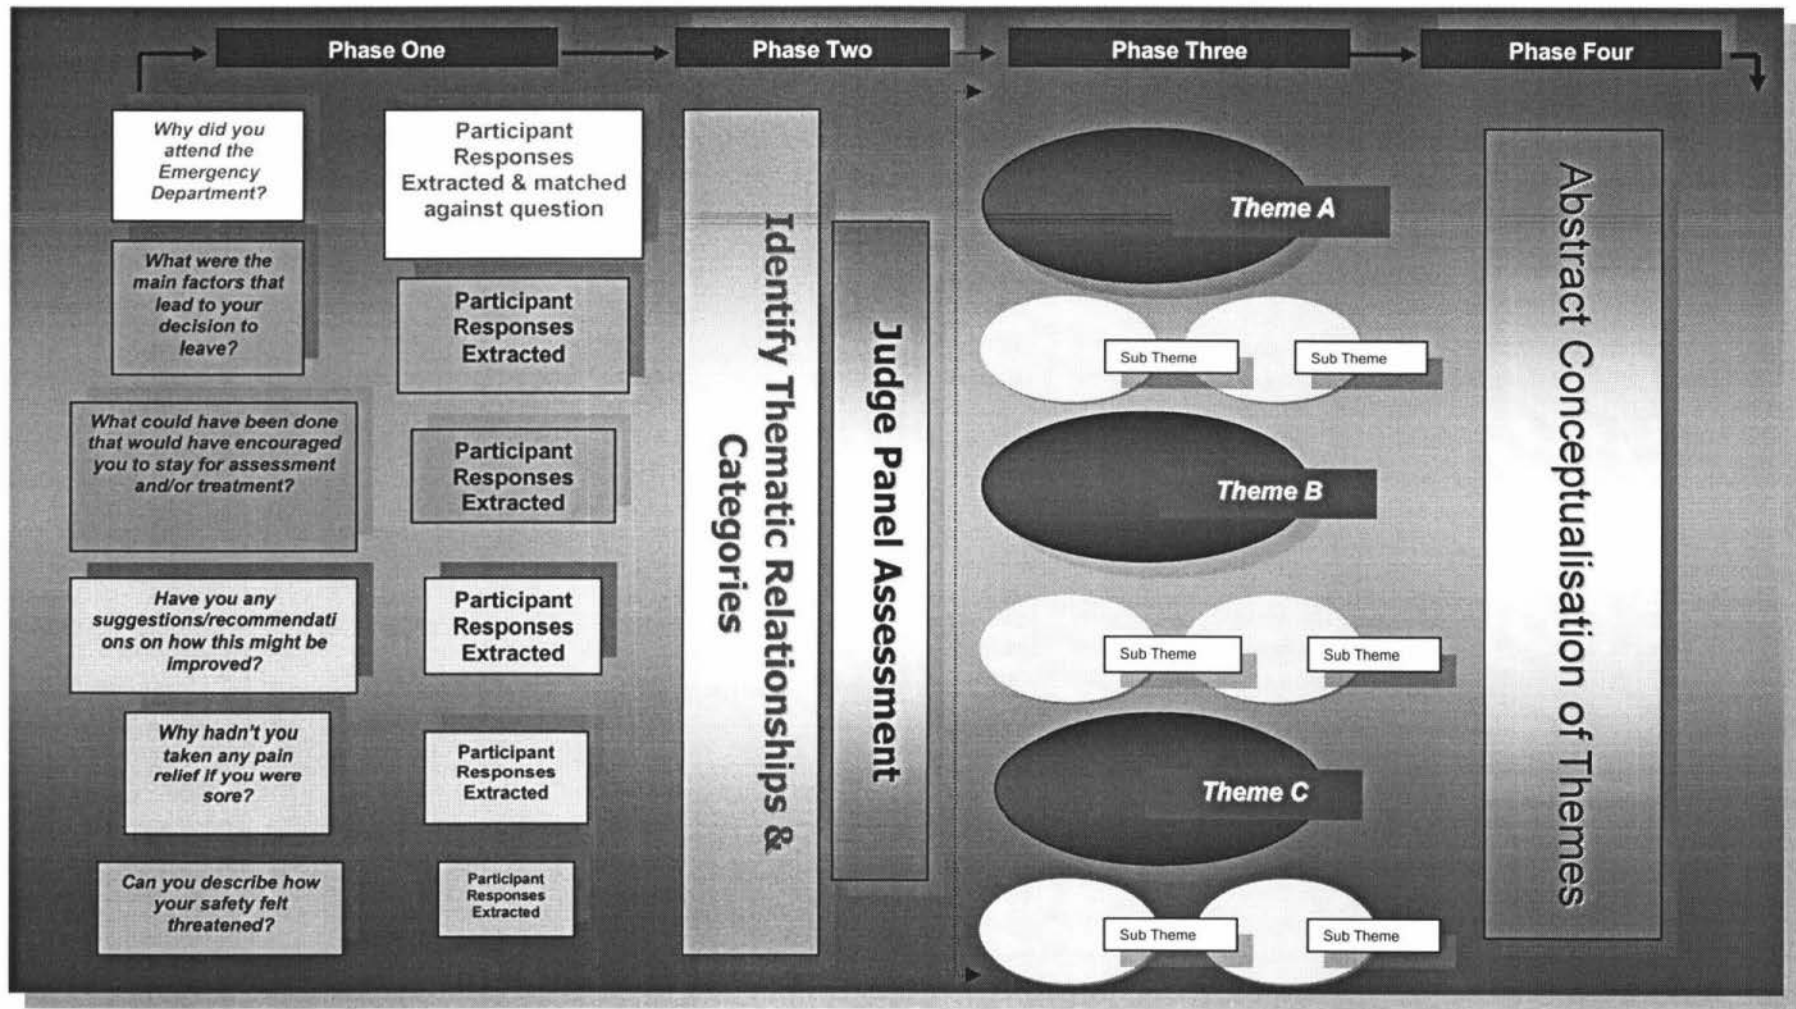 Phase One
Phase Two
Phase Three
Phase Four
Why did you
attend the
Emergency
Department?
Participant
Responses
Extracted & matched
against question
What were the
main factors that
lead to your
decision to
leave?
Participant
Responses
Extracted
What could have been done
that would have encouraged
you to stay for assessment
and/or treatment?
Participant
Responses
Extracted
Have you any
suggestions/recommendati
ons on how this might be
improved?
Participant
Responses
Extracted
Why hadn't you
taken any pain
relief if you were
sore?
Participant
Responses
Extracted
Can you describe how
your safety felt
threatened?
Participant
Responses
Extracted
Identify Thematic Relationships &
Categories
Judge Panel Assessment
Theme A
Sub Theme
Sub Theme
Theme B
Sub Theme
Sub Theme
Theme C
Sub Theme
Sub Theme
Abstract Conceptualisation of Themes